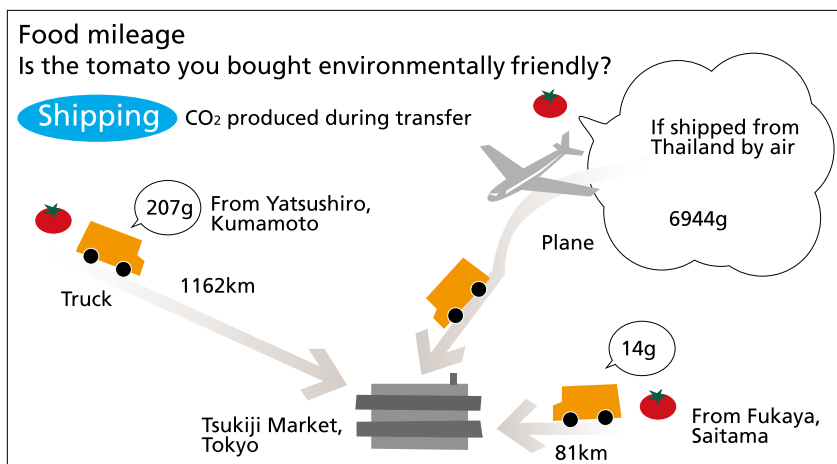 Food mileage
Is the tomato you bought environmentally friendly?
Shipping
CO₂ produced during transfer
If shipped from
Thailand by air
6944g
Plane
207g
From Yatsushiro,
Kumamoto
Truck
1162km
14g
Tsukiji Market,
Tokyo
81km
From Fukaya,
Saitama